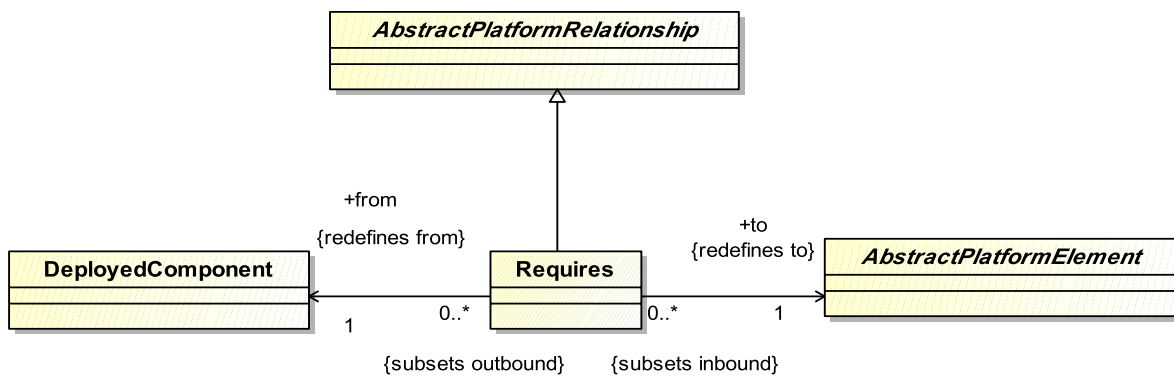 AbstractPlatformRelationship
+from
{redefines from}
+to
{redefines to}
DeployedComponent
Requires
AbstractPlatformElement
1
0..*
0..*
1
{subsets outbound}
{subsets inbound}